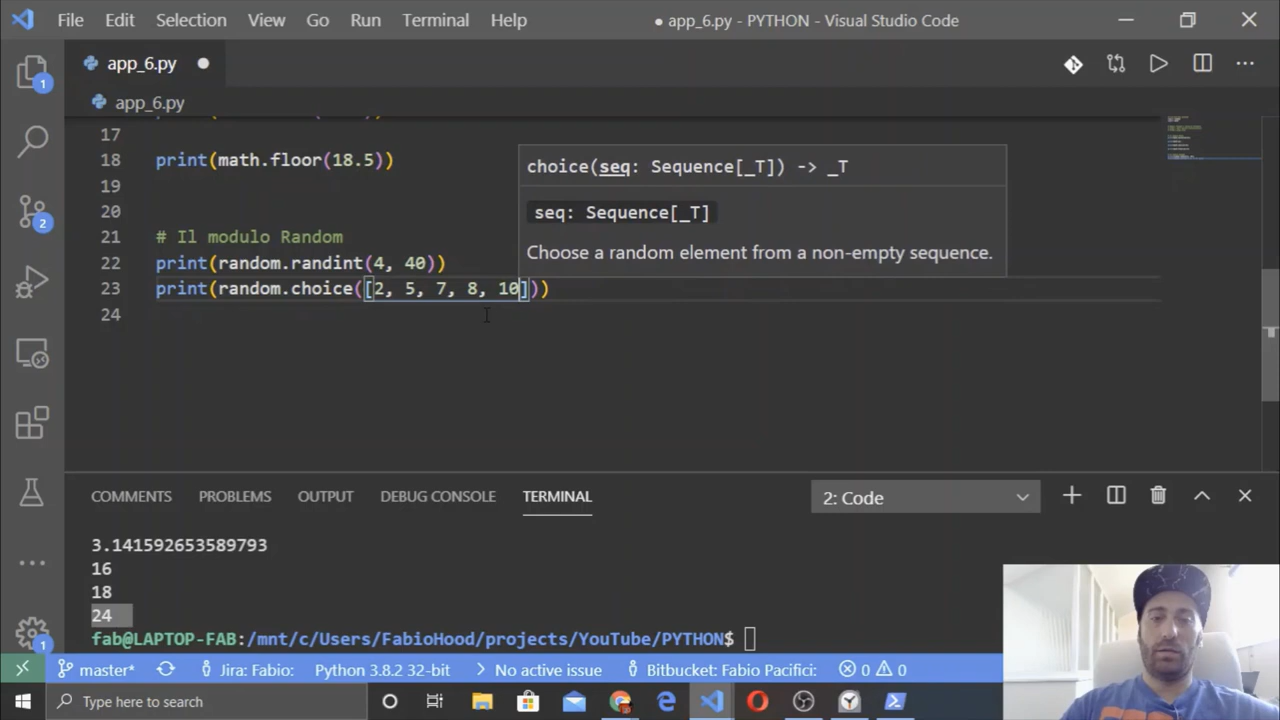 File Edit Selection View Go Run Terminal Help ● app_6.py - PYTHON - Visual Studio Code
1 app_6.py
app_6.py
17
18 print(math.floor(18.5))
choice(seq: Sequence[_T]) -> _T
19
seq: Sequence[_T]
20
21 # Il modulo Random
Choose a random element from a non-empty sequence.
22 print(random.randint(4, 40))
2
23 print(random.choice([2, 5, 7, 8, 10]))
24
COMMENTS PROBLEMS OUTPUT DEBUG CONSOLE TERMINAL 2: Code
3.141592653589793
16
18
24
1
fab@LAPTOP-FAB:/mnt/c/Users/FabioHood/projects/YouTube/PYTHON$
master* Jira: Fabio: Python 3.8.2 32-bit No active issue Bitbucket: Fabio Pacifici: 0 0
Type here to search